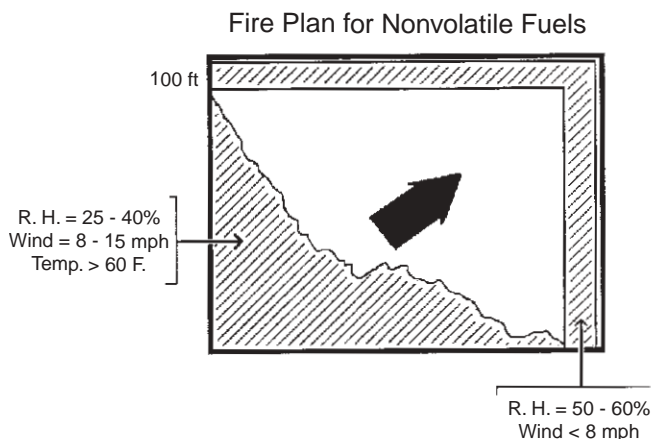 Fire Plan for Nonvolatile Fuels
100 ft
R. H. = 25 - 40%
Wind = 8 - 15 mph
Temp. > 60 F.
R. H. = 50 - 60%
Wind < 8 mph